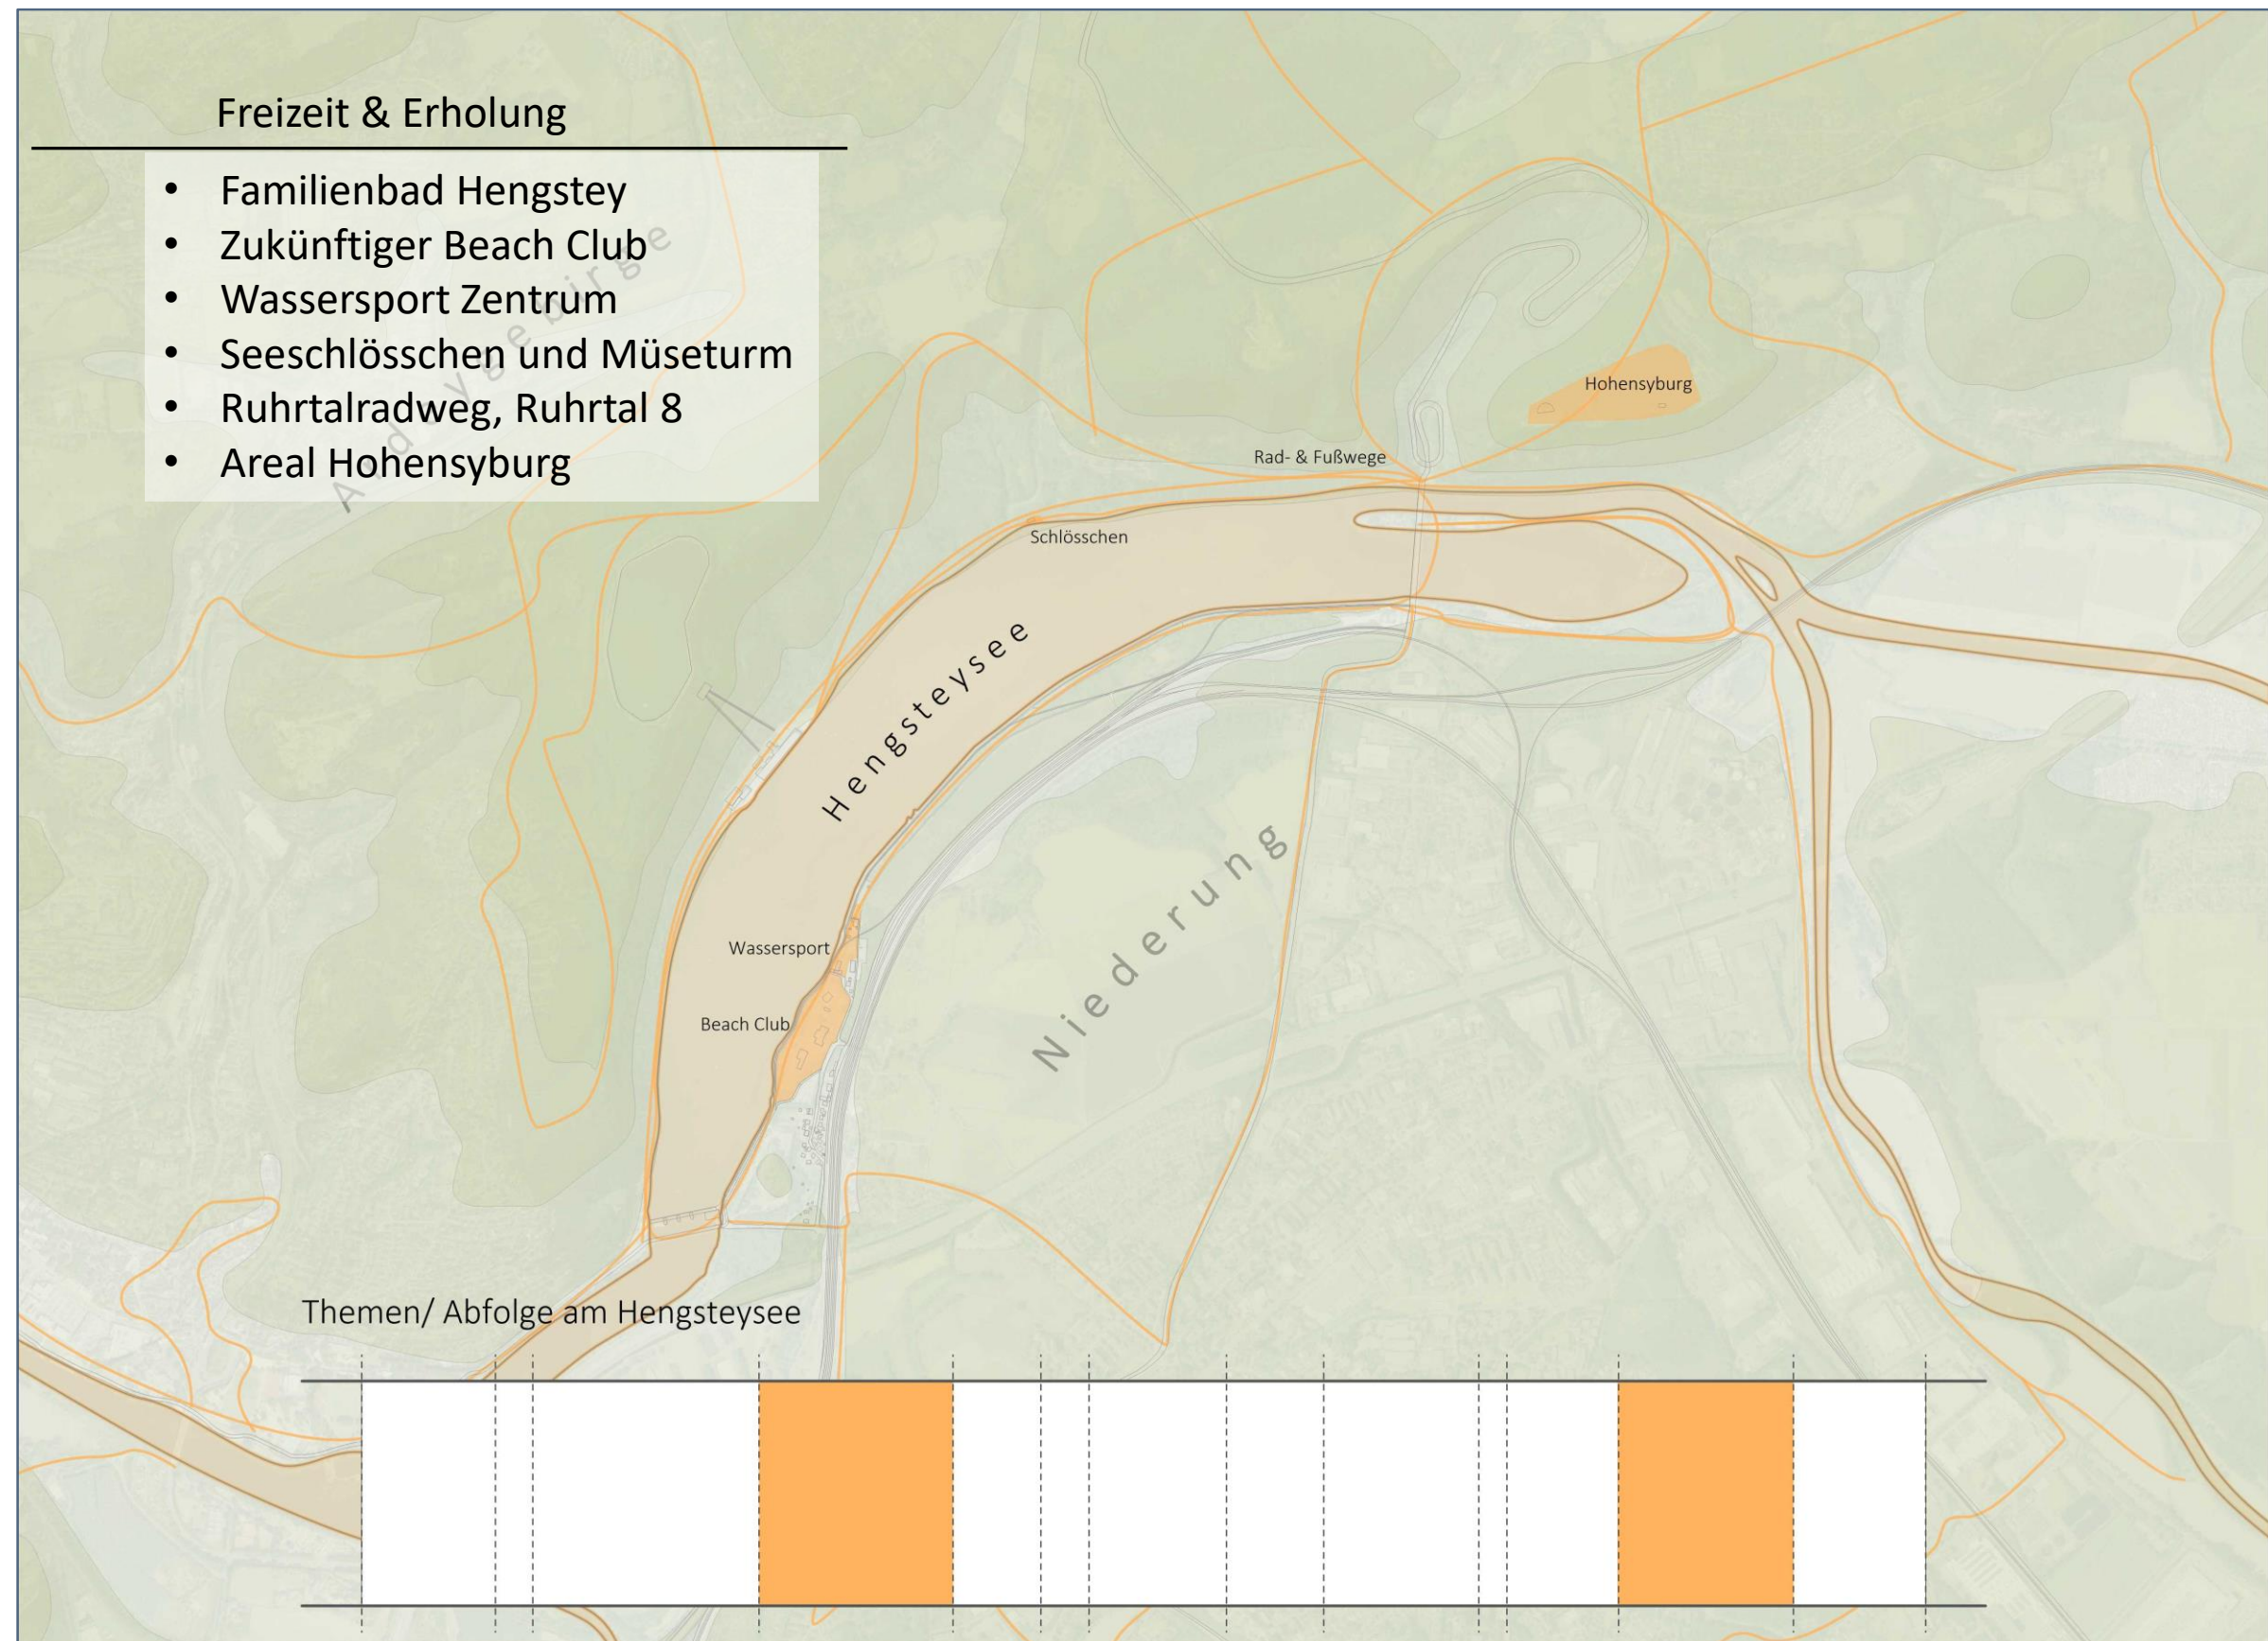 Freizeit & Erholung
• Familienbad Hengstey
• Zukünftiger Beach Club
• Wassersport Zentrum
• Seeschlösschen und Müseturm
• Ruhrtalradweg, Ruhrtal 8
• Areal Hohensyburg
Ardeygebirge
Hohensyburg
Rad- & Fußwege
Schlösschen
Hengsteysee
Niederung
Wassersport
Beach Club
Themen/ Abfolge am Hengsteysee